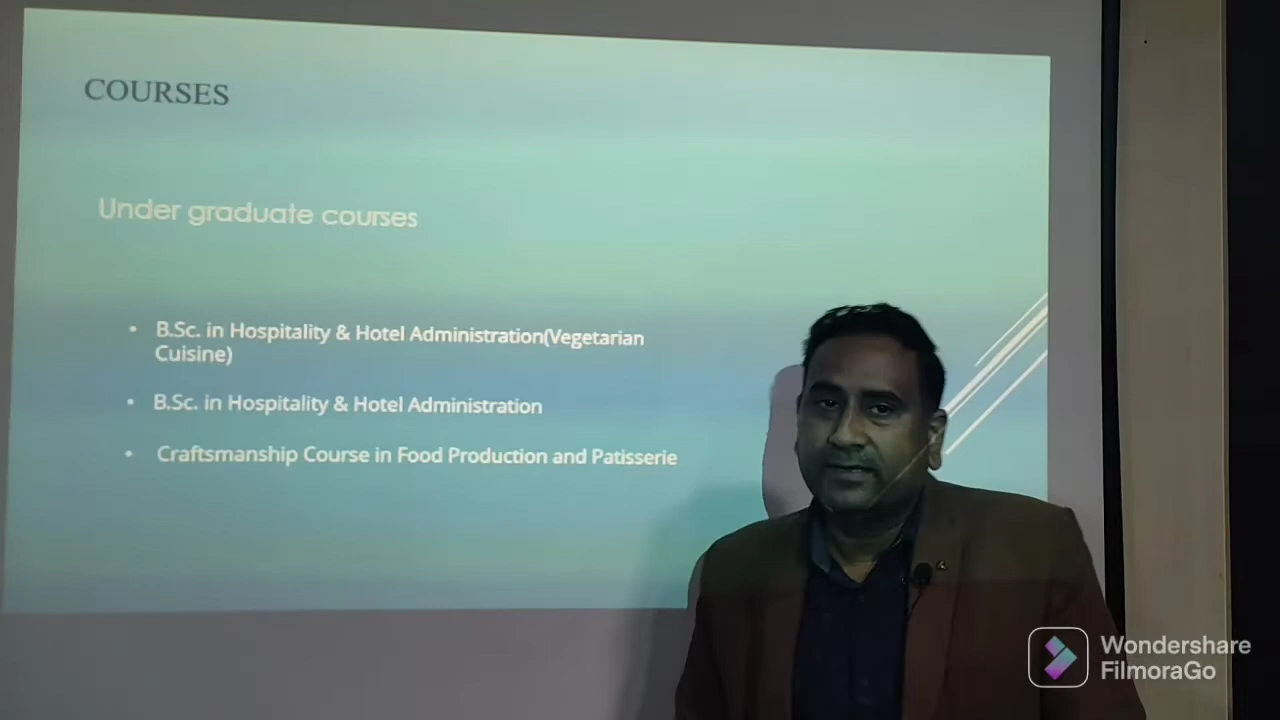 COURSES
Under graduate courses
• B.Sc. in Hospitality & Hotel Administration(Vegetarian
Cuisine)
• B.Sc. in Hospitality & Hotel Administration
• Craftsmanship Course in Food Production and Patisserie
Wondershare
FilmoraGo